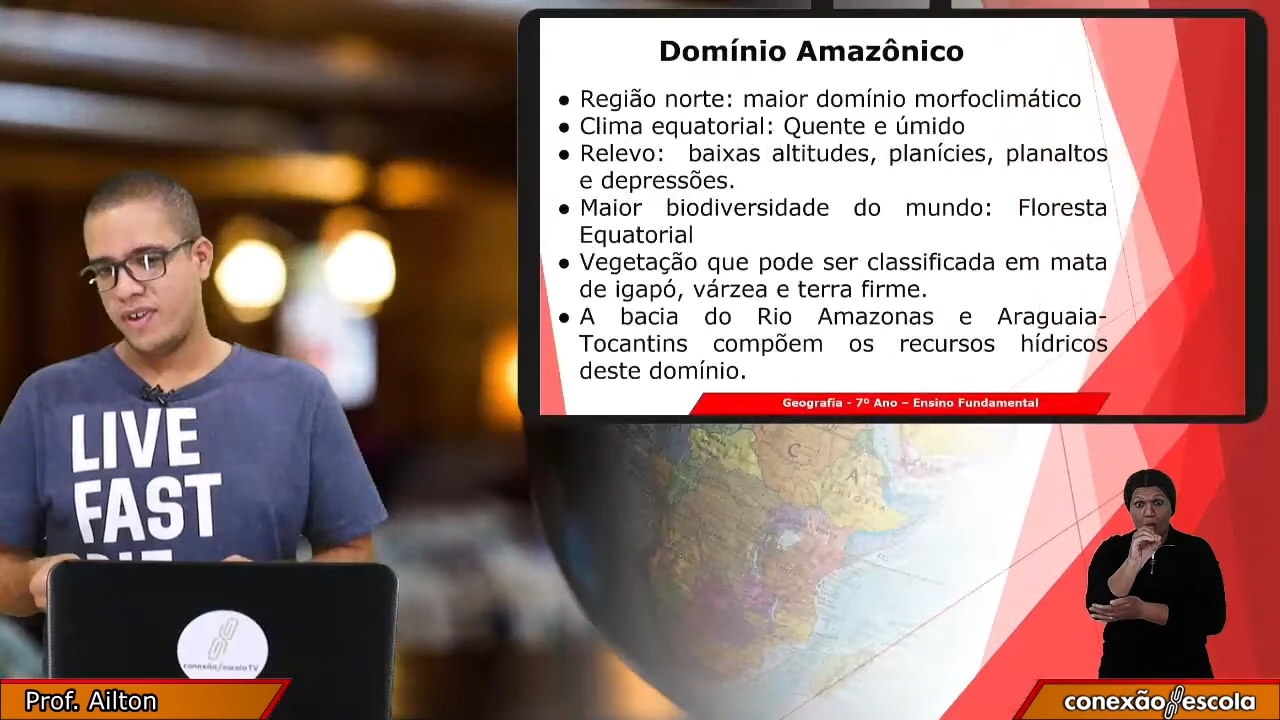 Domínio Amazônico
● Região norte: maior domínio morfoclimático
● Clima equatorial: Quente e úmido
● Relevo: baixas altitudes, planícies, planaltos
e depressões.
● Maior biodiversidade do mundo: Floresta
Equatorial
● Vegetação que pode ser classificada em mata
de igapó, várzea e terra firme.
● A bacia do Rio Amazonas e Araguaia-
Tocantins compõem os recursos hídricos
deste domínio.
Geografia - 7º Ano – Ensino Fundamental
LIVE
FAST
conexão escola TV
Prof. Ailton
conexão escola